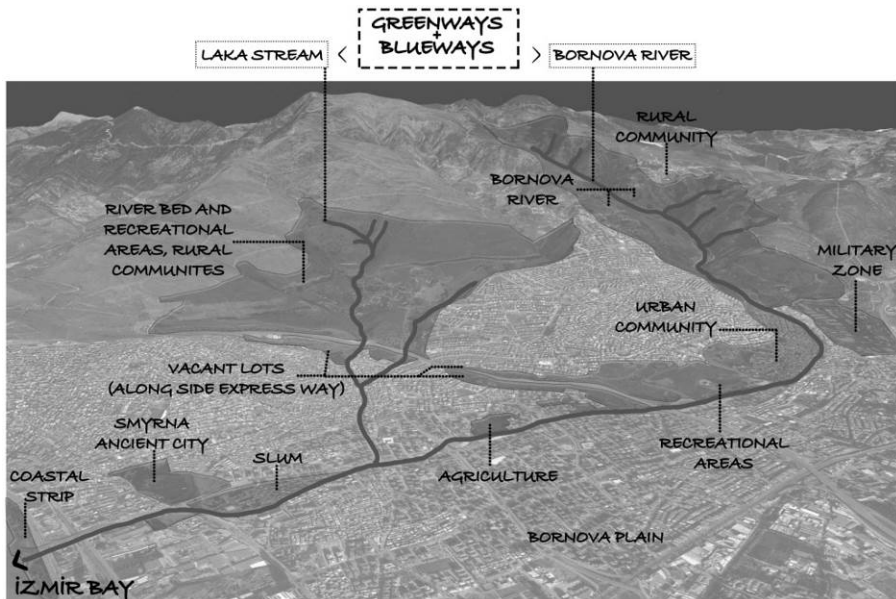 GREENWAYS
+
BLUEWAYS
LAKA STREAM
<
>
BORNOVA RIVER
RURAL
COMMUNITY
BORNOVA
RIVER
RIVER BED AND
RECREATIONAL
AREAS, RURAL
COMMUNITES
MILITARY
ZONE
URBAN
COMMUNITY
VACANT LOTS
(ALONG SIDE EXPRESS WAY)
SMYRNA
ANCIENT CITY
SLUM
AGRICULTURE
RECREATIONAL
AREAS
COASTAL
STRIP
BORNOVA PLAIN
İZMİR BAY